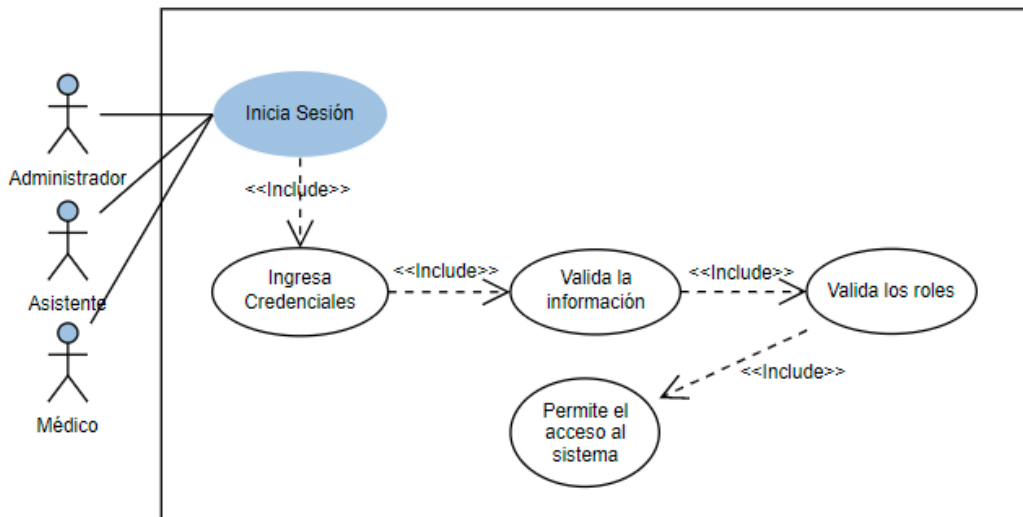 Inicia Sesión
Administrador
<<Include>>
Asistente
Ingresa
Credenciales
<<Include>>
Valida la
información
<<Include>>
Valida los roles
Médico
<<Include>>
Permite el
acceso al
sistema